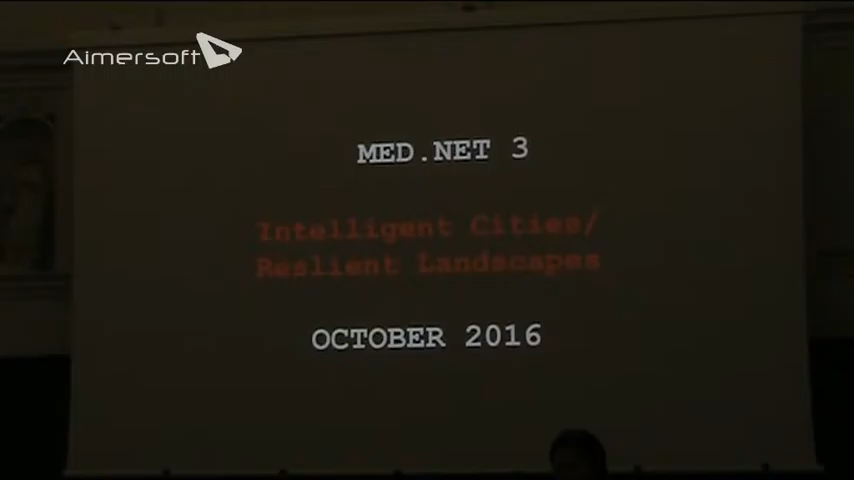 Aimersoft
MED.NET 3
Intelligent Cities/
Reslient Landscapes
OCTOBER 2016